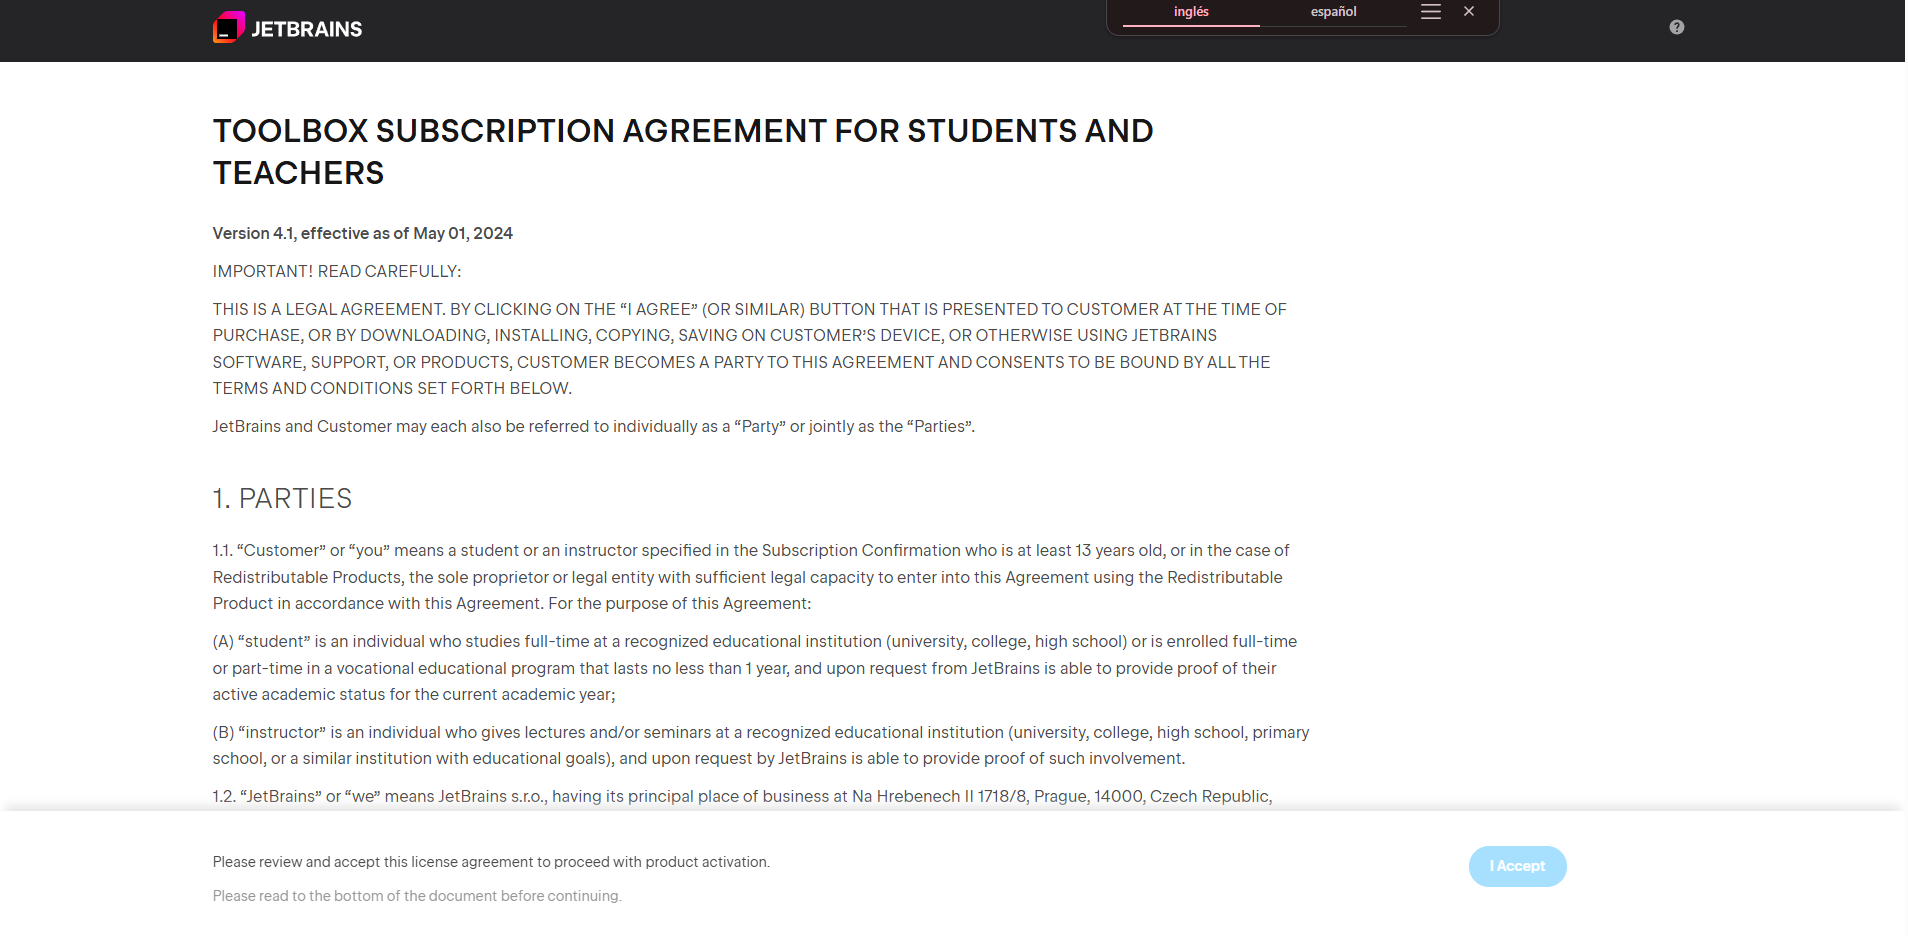 JETBRAINS
inglés
español
?
TOOLBOX SUBSCRIPTION AGREEMENT FOR STUDENTS AND
TEACHERS
Version 4.1, effective as of May 01, 2024
IMPORTANT! READ CAREFULLY:
THIS IS A LEGAL AGREEMENT. BY CLICKING ON THE “I AGREE” (OR SIMILAR) BUTTON THAT IS PRESENTED TO CUSTOMER AT THE TIME OF
PURCHASE, OR BY DOWNLOADING, INSTALLING, COPYING, SAVING ON CUSTOMER’S DEVICE, OR OTHERWISE USING JETBRAINS
SOFTWARE, SUPPORT, OR PRODUCTS, CUSTOMER BECOMES A PARTY TO THIS AGREEMENT AND CONSENTS TO BE BOUND BY ALL THE
TERMS AND CONDITIONS SET FORTH BELOW.
JetBrains and Customer may each also be referred to individually as a “Party” or jointly as the “Parties”.
1. PARTIES
1.1. “Customer” or “you” means a student or an instructor specified in the Subscription Confirmation who is at least 13 years old, or in the case of
Redistributable Products, the sole proprietor or legal entity with sufficient legal capacity to enter into this Agreement using the Redistributable
Product in accordance with this Agreement. For the purpose of this Agreement:
(A) “student” is an individual who studies full-time at a recognized educational institution (university, college, high school) or is enrolled full-time
or part-time in a vocational educational program that lasts no less than 1 year, and upon request from JetBrains is able to provide proof of their
active academic status for the current academic year;
(B) “instructor” is an individual who gives lectures and/or seminars at a recognized educational institution (university, college, high school, primary
school, or a similar institution with educational goals), and upon request by JetBrains is able to provide proof of such involvement.
1.2. “JetBrains” or “we” means JetBrains s.r.o., having its principal place of business at Na Hrebenech II 1718/8, Prague, 14000, Czech Republic,
Please review and accept this license agreement to proceed with product activation.
I Accept
Please read to the bottom of the document before continuing.